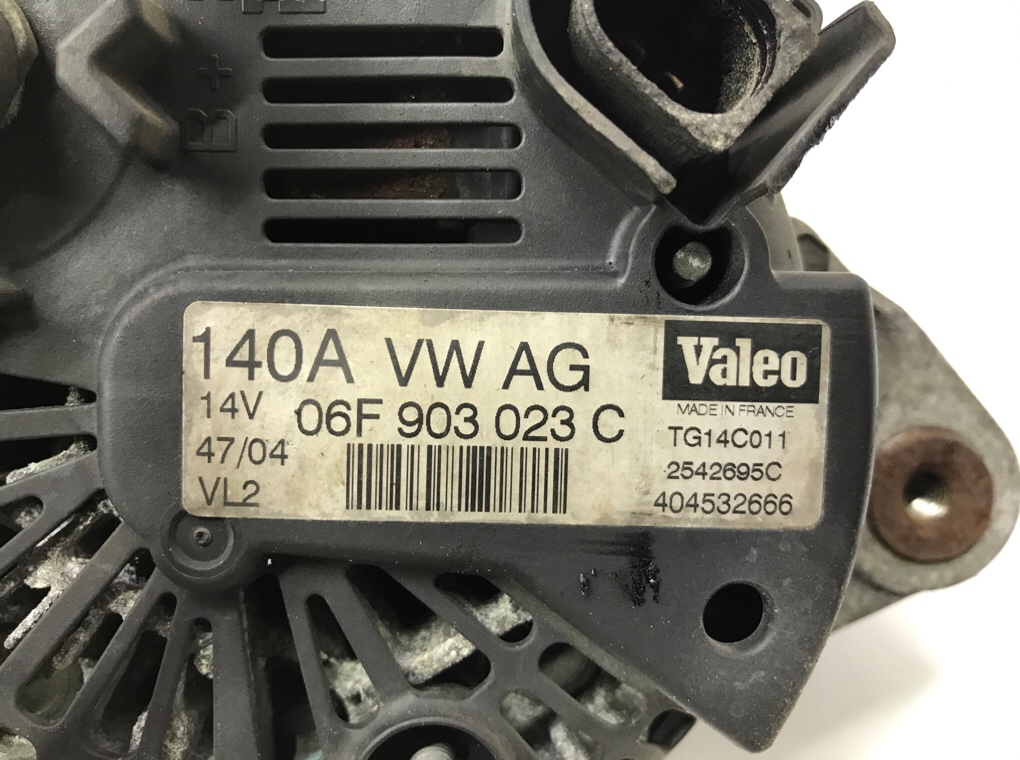 B+
140A VW AG
14V 06F 903 023 C
47/04
VL2
Valeo
MADE IN FRANCE
TG14C011
2542695C
404532666